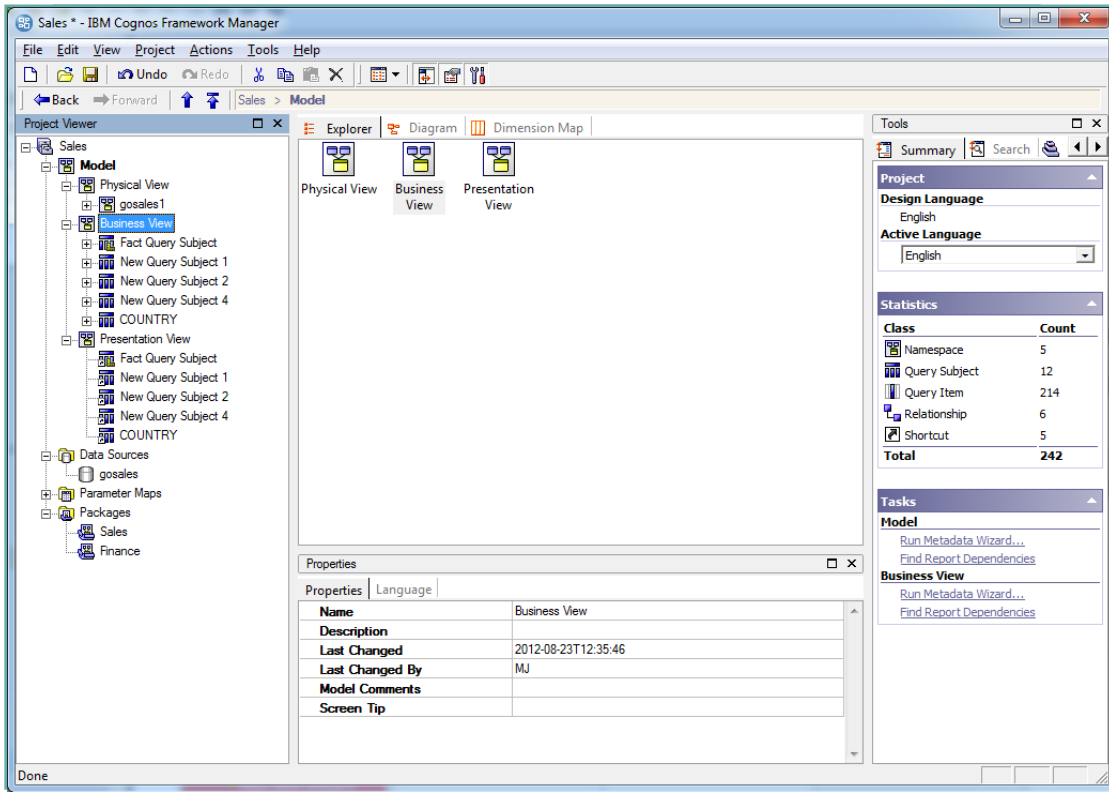 Sales * - IBM Cognos Framework Manager
File Edit View Project Actions Tools Help
Undo Redo
Back Forward Sales > Model
Project Viewer
Sales
Model
Physical View
gosales1
Business View
Fact Query Subject
New Query Subject 1
New Query Subject 2
New Query Subject 4
COUNTRY
Presentation View
Fact Query Subject
New Query Subject 1
New Query Subject 2
New Query Subject 4
COUNTRY
Data Sources
gosales
Parameter Maps
Packages
Sales
Finance
Explorer Diagram Dimension Map
Physical View
Business
View
Presentation
View
Properties
Properties Language
Name Business View
Description
Last Changed 2012-08-23T12:35:46
Last Changed By MJ
Model Comments
Screen Tip
Tools
Summary Search
Project
Design Language
English
Active Language
English
Statistics
Class Count
Namespace 5
Query Subject 12
Query Item 214
Relationship 6
Shortcut 5
Total 242
Tasks
Model
Run Metadata Wizard...
Find Report Dependencies
Business View
Run Metadata Wizard...
Find Report Dependencies
Done